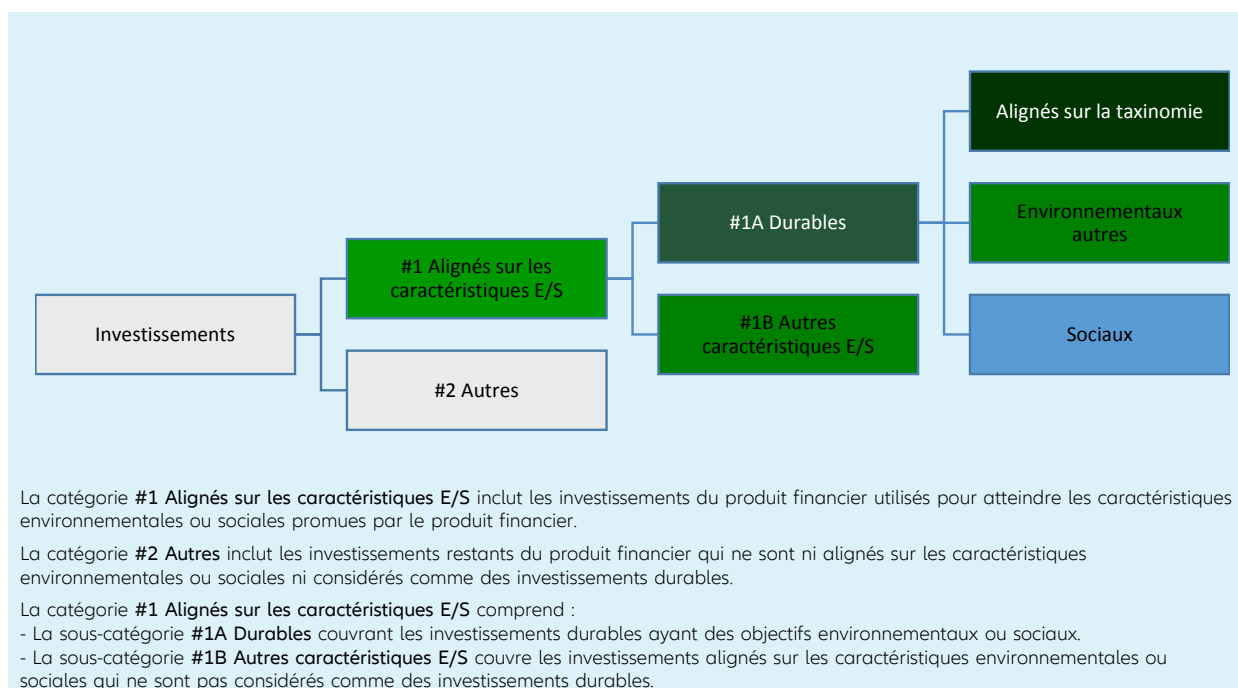 Alignés sur la taxinomie
#1A Durables
Environnementaux
autres
#1 Alignés sur les
caractéristiques E/S
Investissements
#1B Autres
caractéristiques E/S
Sociaux
#2 Autres
La catégorie #1 Alignés sur les caractéristiques E/S inclut les investissements du produit financier utilisés pour atteindre les caractéristiques
environnementales ou sociales promues par le produit financier.
La catégorie #2 Autres inclut les investissements restants du produit financier qui ne sont ni alignés sur les caractéristiques
environnementales ou sociales ni considérés comme des investissements durables.
La catégorie #1 Alignés sur les caractéristiques E/S comprend :
- La sous-catégorie #1A Durables couvrant les investissements durables ayant des objectifs environnementaux ou sociaux.
- La sous-catégorie #1B Autres caractéristiques E/S couvre les investissements alignés sur les caractéristiques environnementales ou
sociales qui ne sont pas considérés comme des investissements durables.